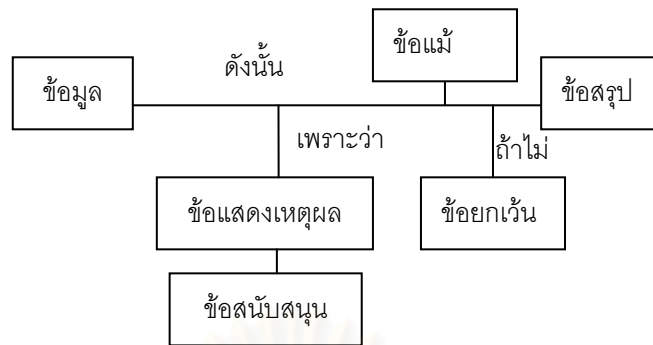 ข้อแม้
ดังนั้น
ข้อมูล
ข้อสรุป
เพราะว่า
ถ้าไม่
ข้อแสดงเหตุผล
ข้อยกเว้น
ข้อสนับสนุน